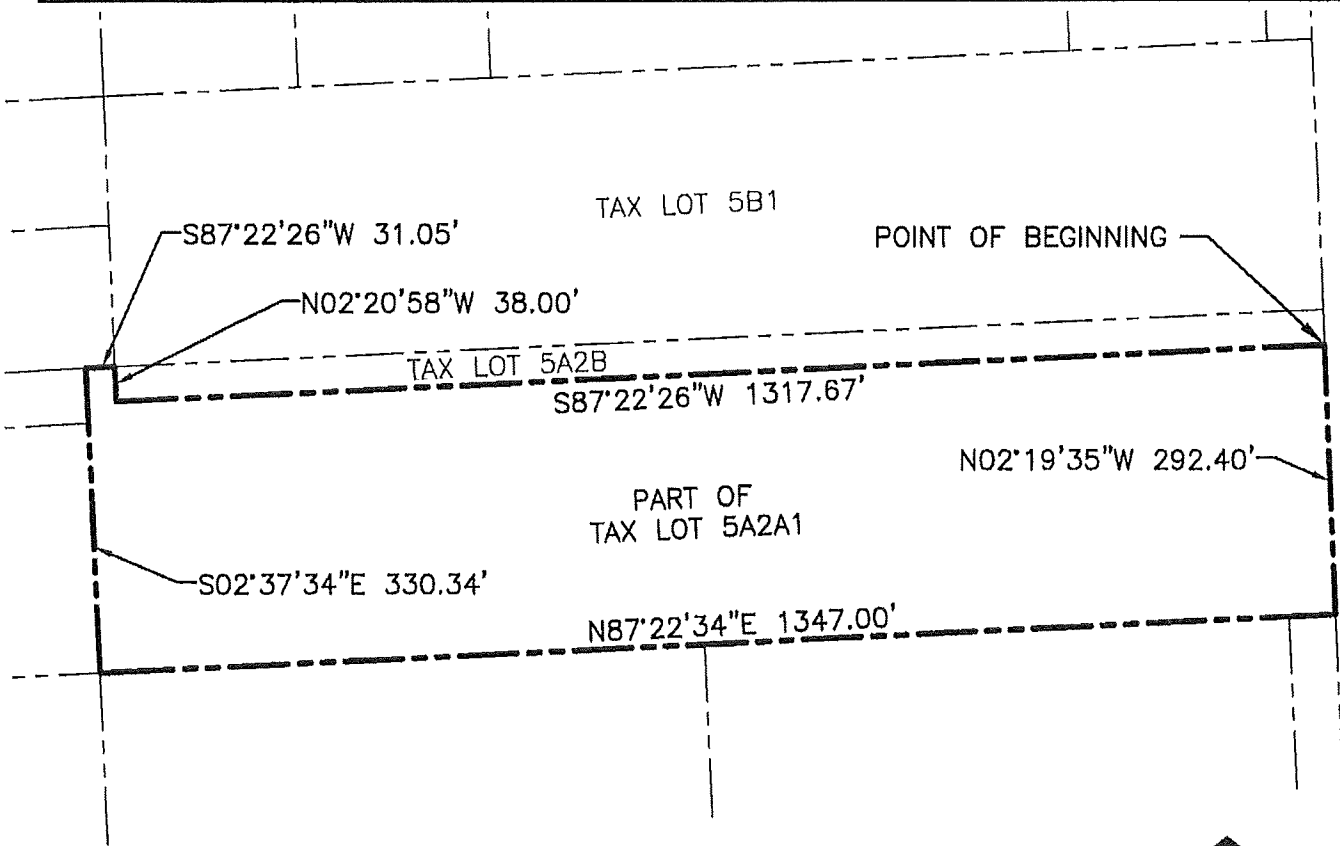 TAX LOT 5B1
S87°22'26"W 31.05'
POINT OF BEGINNING
N02°20'58"W 38.00'
TAX LOT 5A2B
S87°22'26"W 1317.67'
N02°19'35"W 292.40'
PART OF
TAX LOT 5A2A1
S02°37'34"E 330.34'
N87°22'34"E 1347.00'